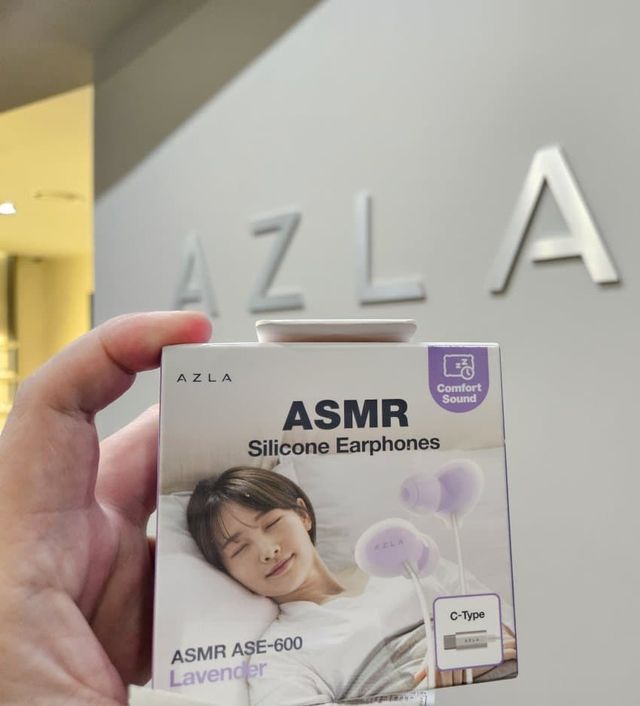 AZLA
AZLA
Comfort
Sound
ASMR
Silicone Earphones
AZLA
C-Type
ASMR ASE-600
Lavender